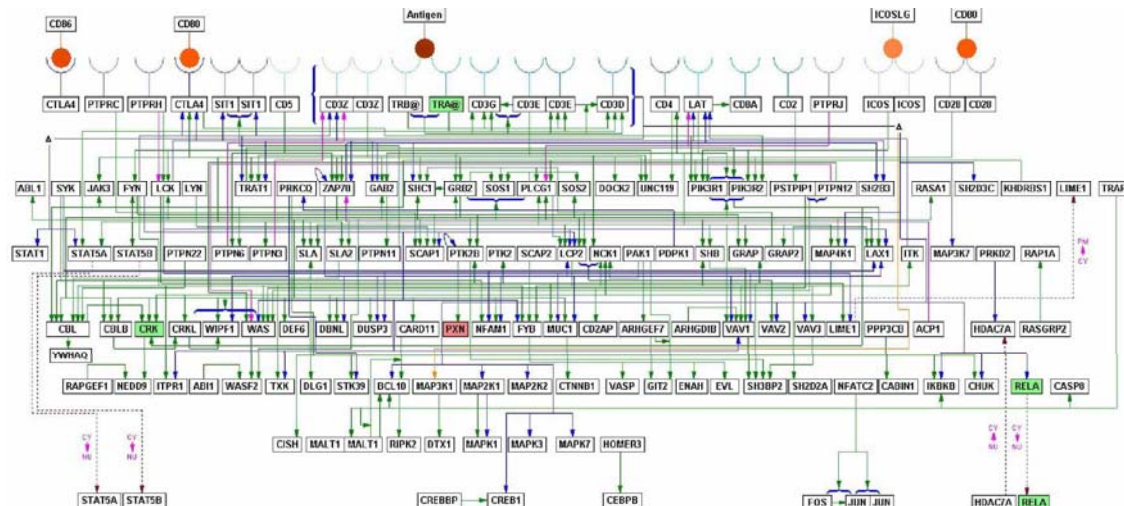 CD86 CD80 Antigen ICOSLG CD80
CTLA4 PTPRC PTPRH CTLA4 SIT1 SIT1 CD5 CD3Z CD3Z TRB@ TRA@ CD3G CD3E CD3E CD3D CD4 LAT CD8A CD2 PTPRJ ICOS ICOS CD28 CD28
ABL1 SYK JAK3 FYN LCK LYN TRAT1 PRKCQ ZAP70 GAB2 SHC1 GRB2 SOS1 PLCG1 SOS2 DOCK2 UNC119 PIK3R1 PIK3R2 PSTPIP1 PTPN12 SH2B3 RASA1 SH2D3C KHDRBS1 LIME1 TRAF
STAT1 STAT5A STAT5B PTPN22 PTPN6 PTPN3 SLA SLA2 PTPN11 SCAP1 PTK2B PTK2 SCAP2 LCP2 NCK1 PAK1 PDPK1 SHB GRAP GRAP2 MAP4K1 LAX1 ITK MAP3K7 PRKD2 RAP1A
PM
CY
CBL CBLB CRK CRKL WIPF1 WAS DEF6 DBNL DUSP3 CARD11 PXN NFAM1 FYB MUC1 CD2AP ARHGEF7 ARHGDIB VAV1 VAV2 VAV3 LIME1 PPP3CB ACP1 HDAC7A RASGRP2
YWHAQ
RAPGEF1 NEDD9 ITPR1 ABI1 WASF2 TXK DLG1 STK39 BCL10 MAP3K1 MAP2K1 MAP2K2 CTNNB1 VASP GIT2 ENAH EVL SH3BP2 SH2D2A NFATC2 CABIN1 IKBKB CHUK RELA CASP8
CY CY CY CY
NU NU NU NU
CISH MALT1 MALT1 RIPK2 DTX1 MAPK1 MAPK3 MAPK7 HOMER3
STAT5A STAT5B CREBBP CREB1 CEBPB FOS JUN JUN HDAC7A RELA